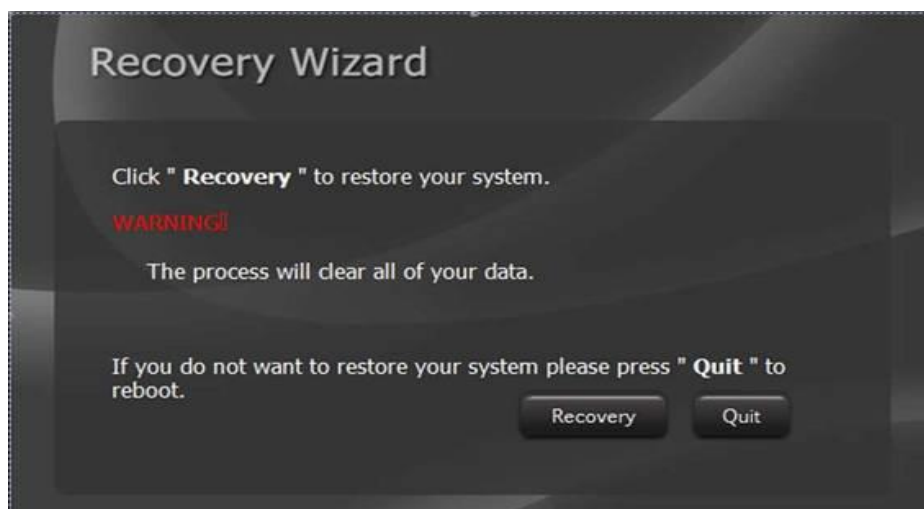 Recovery Wizard
Click " Recovery " to restore your system.
WARNING▯
The process will clear all of your data.
If you do not want to restore your system please press " Quit " to
reboot.
Recovery
Quit